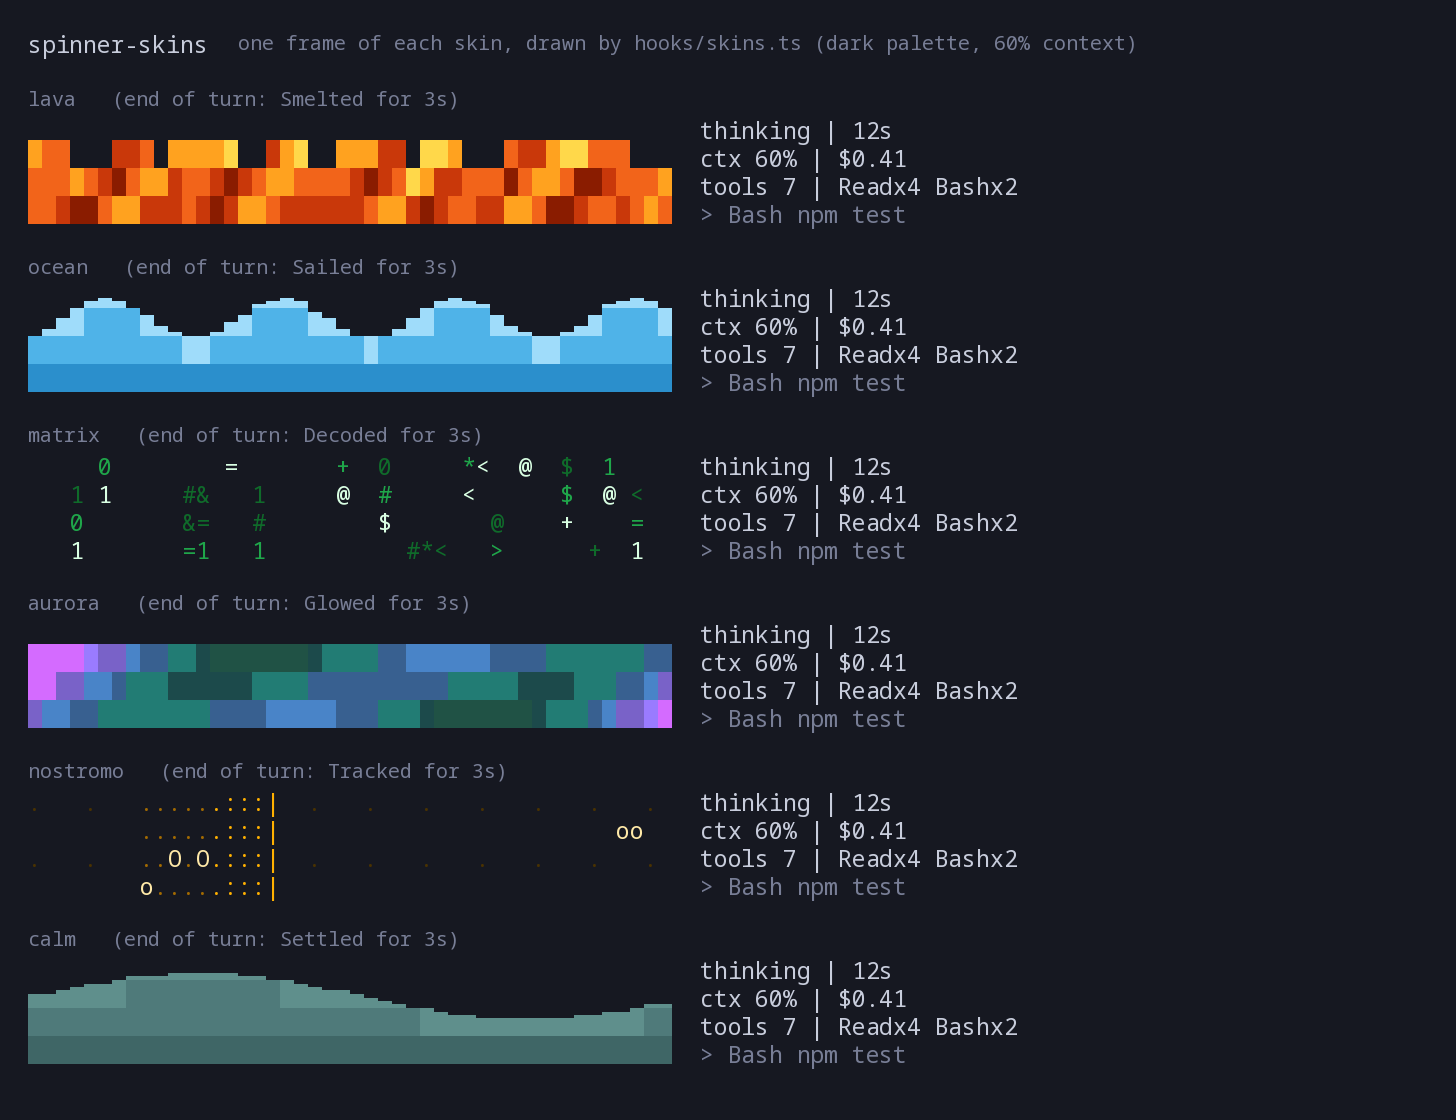 spinner-skins one frame of each skin, drawn by hooks/skins.ts (dark palette, 60% context)
lava (end of turn: Smelted for 3s)
thinking | 12s
ctx 60% | $0.41
tools 7 | Readx4 Bashx2
> Bash npm test
ocean (end of turn: Sailed for 3s)
thinking | 12s
ctx 60% | $0.41
tools 7 | Readx4 Bashx2
> Bash npm test
matrix (end of turn: Decoded for 3s)
0 = + 0 *< @ $ 1
1 1 #& 1 @ # < $ @ <
0 &= # $ @ + =
1 =1 1 #*< > + 1
thinking | 12s
ctx 60% | $0.41
tools 7 | Readx4 Bashx2
> Bash npm test
aurora (end of turn: Glowed for 3s)
thinking | 12s
ctx 60% | $0.41
tools 7 | Readx4 Bashx2
> Bash npm test
nostromo (end of turn: Tracked for 3s)
. . ......:::| . . . . . . .
......:::| oo
. . ..O.O.:::| . . . . . . .
o.....:::|
thinking | 12s
ctx 60% | $0.41
tools 7 | Readx4 Bashx2
> Bash npm test
calm (end of turn: Settled for 3s)
thinking | 12s
ctx 60% | $0.41
tools 7 | Readx4 Bashx2
> Bash npm test